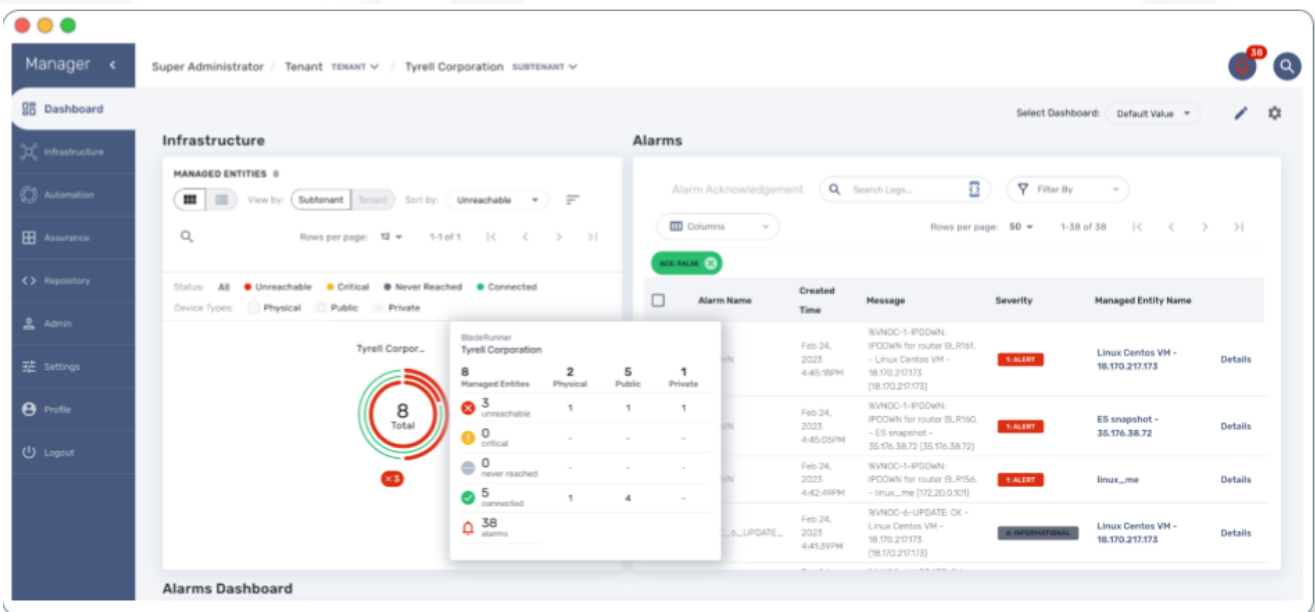 Manager
Super Administrator / Tenant TENANT / Tyrell Corporation SUBTENANT
38
Dashboard
Infrastructure
Automation
Assurance
Repository
Admin
Settings
Profile
Logout
Select Dashboard: Default Value
Infrastructure
MANAGED ENTITIES 8
View by: Subtenant Tenant Sort by: Unreachable
Rows per page: 12 1-1 of 1
Status: All Unreachable Critical Never Reached Connected
Device Types: Physical Public Private
Tyrell Corpor...
8
Total
×3
BladeRunner
Tyrell Corporation
8 2 5 1
Managed Entites Physical Public Private
3 unreachable 1 1 1
0 critical - - -
0 never reached - - -
5 connected 1 4 -
38 alarms
Alarms
Alarm Acknowledgement Search Logs... Filter By
Columns Rows per page: 50 1-38 of 38
ACK: FALSE
Alarm Name Created Time Message Severity Managed Entity Name
Feb 24, 2023 4:45:18PM
%VNOC-1-IPDOWN:
IPDOWN for router BLR161.
- Linux Centos VM -
18.170.217.173
(18.170.217.173)
1: ALERT
Linux Centos VM -
18.170.217.173
Details
Feb 24, 2023 4:45:05PM
%VNOC-1-IPDOWN:
IPDOWN for router BLR160.
- ES snapshot -
35.176.38.72 (35.176.38.72)
1: ALERT
ES snapshot -
35.176.38.72
Details
Feb 24, 2023 4:42:49PM
%VNOC-1-IPDOWN:
IPDOWN for router BLR156.
- linux_me (172.20.0.101)
1: ALERT
linux_me
Details
_6_UPDATE_
Feb 24, 2023 4:41:39PM
%VNOC-6-UPDATE: OK -
Linux Centos VM -
18.170.217.173
(18.170.217.173)
6: INFORMATIONAL
Linux Centos VM -
18.170.217.173
Details
Alarms Dashboard